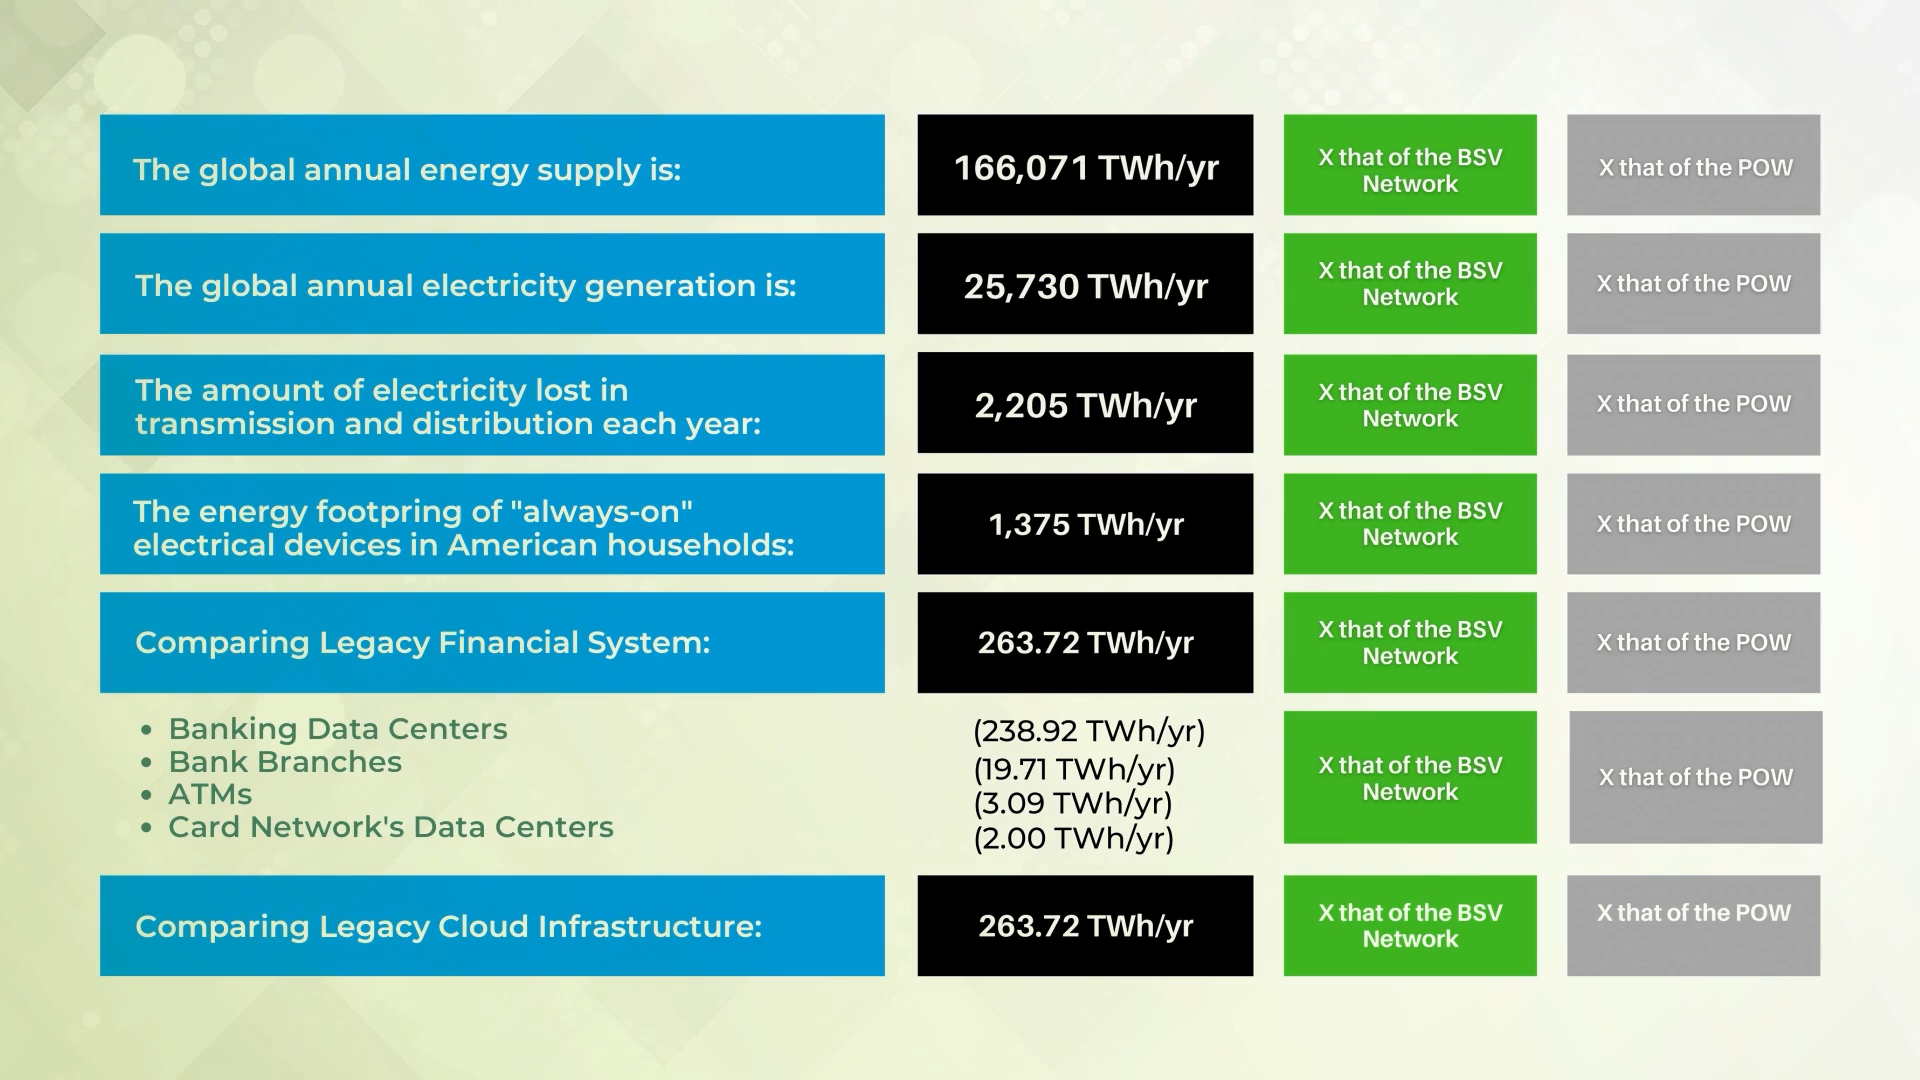 The global annual energy supply is:
166,071 TWh/yr
X that of the BSV
Network
X that of the POW
The global annual electricity generation is:
25,730 TWh/yr
X that of the BSV
Network
X that of the POW
The amount of electricity lost in
transmission and distribution each year:
2,205 TWh/yr
X that of the BSV
Network
X that of the POW
The energy footpring of "always-on"
electrical devices in American households:
1,375 TWh/yr
X that of the BSV
Network
X that of the POW
Comparing Legacy Financial System:
263.72 TWh/yr
X that of the BSV
Network
X that of the POW
• Banking Data Centers
• Bank Branches
• ATMs
• Card Network's Data Centers
(238.92 TWh/yr)
(19.71 TWh/yr)
(3.09 TWh/yr)
(2.00 TWh/yr)
X that of the BSV
Network
X that of the POW
Comparing Legacy Cloud Infrastructure:
263.72 TWh/yr
X that of the BSV
Network
X that of the POW